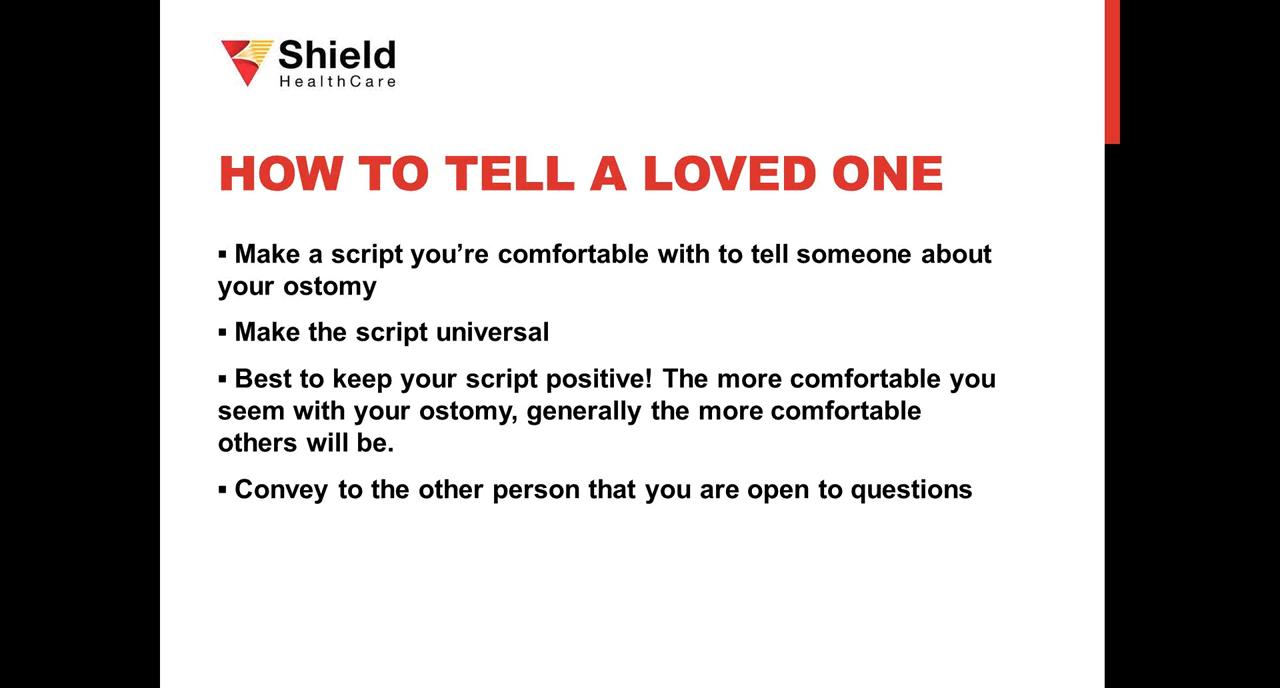 Shield
HealthCare
HOW TO TELL A LOVED ONE
▪ Make a script you’re comfortable with to tell someone about
your ostomy
▪ Make the script universal
▪ Best to keep your script positive! The more comfortable you
seem with your ostomy, generally the more comfortable
others will be.
▪ Convey to the other person that you are open to questions